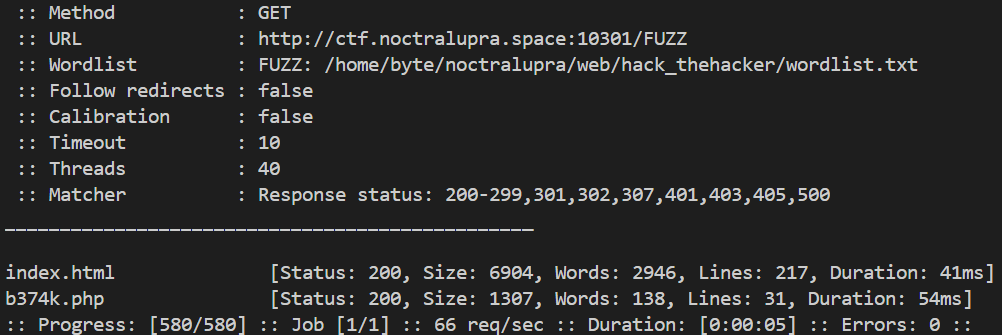 :: Method : GET
:: URL : http://ctf.noctralupra.space:10301/FUZZ
:: Wordlist : FUZZ: /home/byte/noctralupra/web/hack_thehacker/wordlist.txt
:: Follow redirects : false
:: Calibration : false
:: Timeout : 10
:: Threads : 40
:: Matcher : Response status: 200-299,301,302,307,401,403,405,500
________________________________________________
index.html [Status: 200, Size: 6904, Words: 2946, Lines: 217, Duration: 41ms]
b374k.php [Status: 200, Size: 1307, Words: 138, Lines: 31, Duration: 54ms]
:: Progress: [580/580] :: Job [1/1] :: 66 req/sec :: Duration: [0:00:05] :: Errors: 0 ::